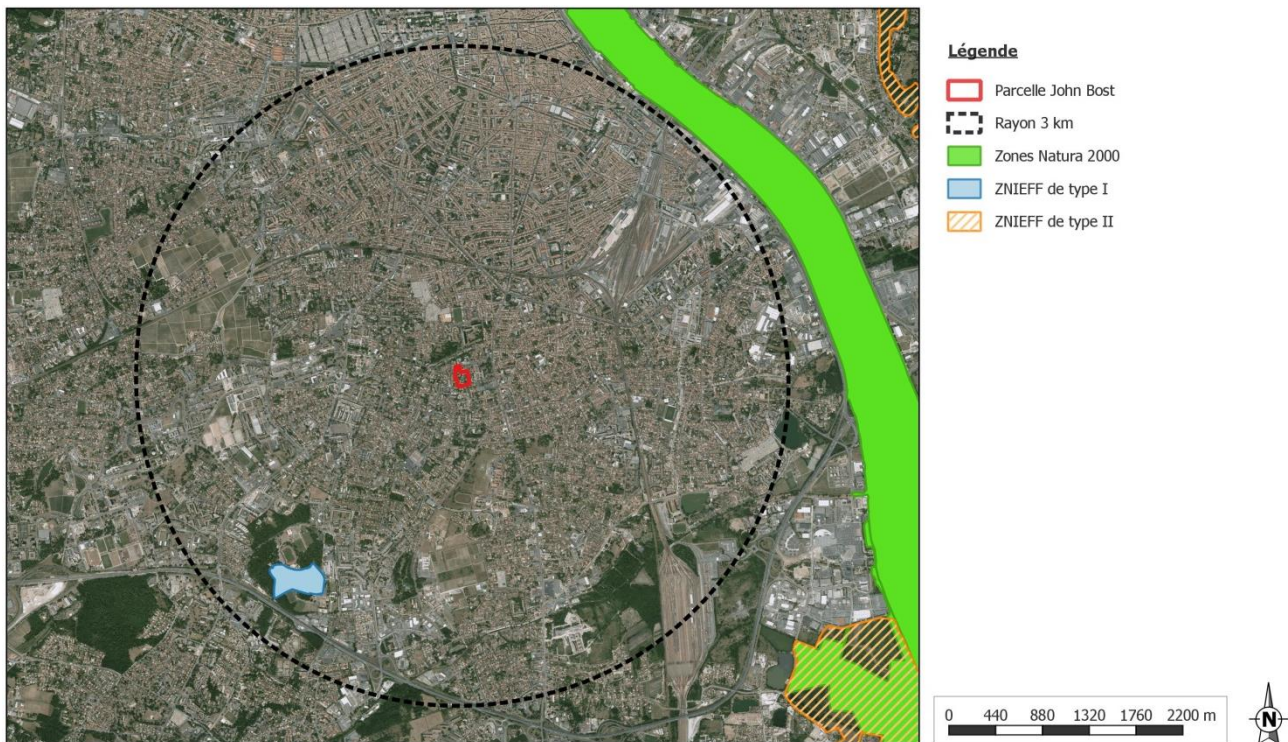 Légende
Parcelle John Bost
Rayon 3 km
Zones Natura 2000
ZNIEFF de type I
ZNIEFF de type II
0 440 880 1320 1760 2200 m
N